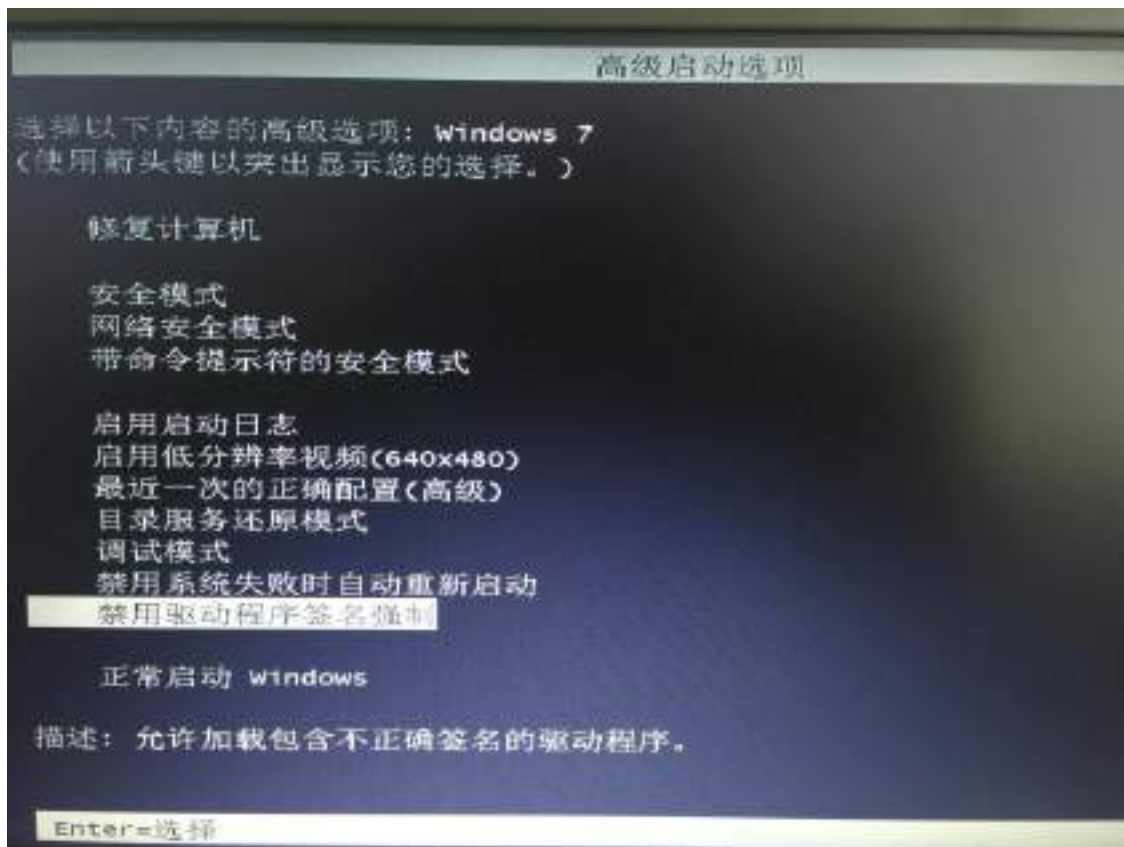 高级启动选项
选择以下内容的高级选项: Windows 7
(使用箭头键以突出显示您的选择。)
修复计算机
安全模式
网络安全模式
带命令提示符的安全模式
启用启动日志
启用低分辨率视频(640x480)
最近一次的正确配置(高级)
目录服务还原模式
调试模式
禁用系统失败时自动重新启动
禁用驱动程序签名强制
正常启动 Windows
描述: 允许加载包含不正确签名的驱动程序。
Enter=选择